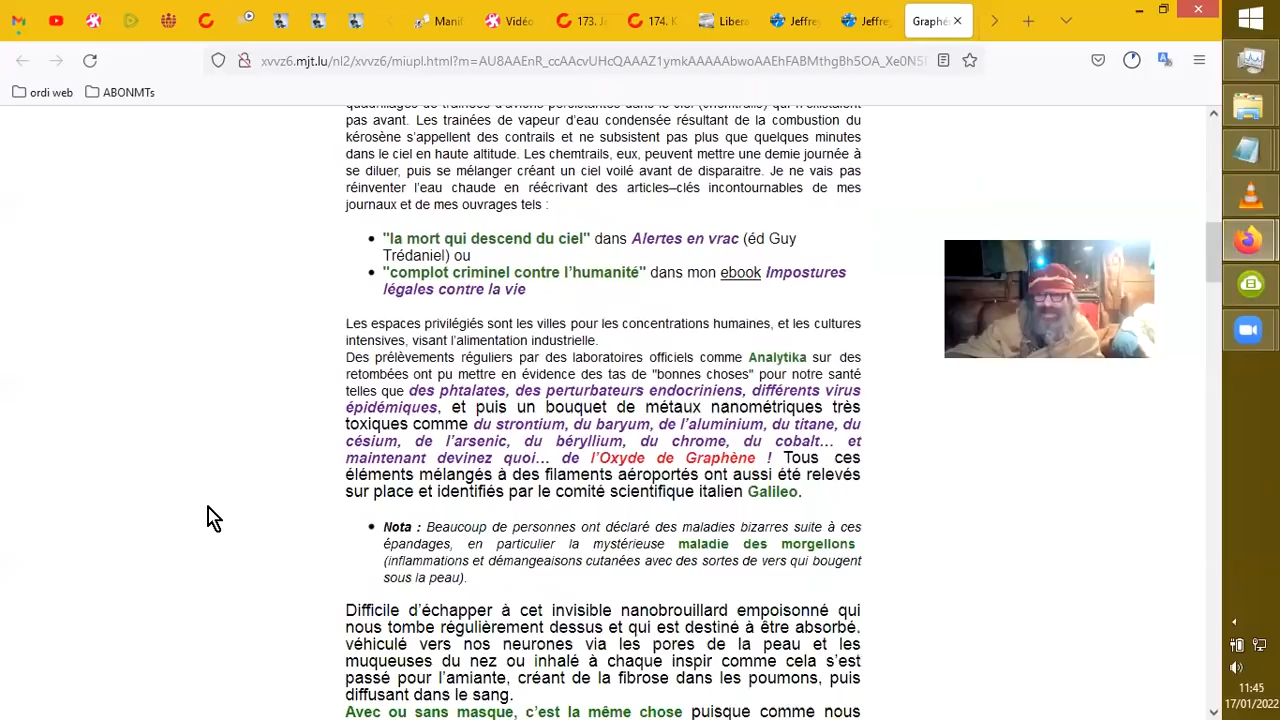 Manif
Vidéo
173. J
174. K
Libera
Jeffrey
Jeffrey
Graphè
ordi web
ABONMTs
quadrillages de traînées d'avions persistantes dans le ciel (chemtrails) qui n'existaient
pas avant. Les trainées de vapeur d'eau condensée résultant de la combustion du
kérosène s'appellent des contrails et ne subsistent pas plus que quelques minutes
dans le ciel en haute altitude. Les chemtrails, eux, peuvent mettre une demie journée à
se diluer, puis se mélanger créant un ciel voilé avant de disparaitre. Je ne vais pas
réinventer l'eau chaude en réécrivant des articles–clés incontournables de mes
journaux et de mes ouvrages tels :
• "la mort qui descend du ciel" dans Alertes en vrac (éd Guy
Trédaniel) ou
• "complot criminel contre l'humanité" dans mon ebook Impostures
légales contre la vie
Les espaces privilégiés sont les villes pour les concentrations humaines, et les cultures
intensives, visant l'alimentation industrielle.
Des prélèvements réguliers par des laboratoires officiels comme Analytika sur des
retombées ont pu mettre en évidence des tas de "bonnes choses" pour notre santé
telles que des phtalates, des perturbateurs endocriniens, différents virus
épidémiques, et puis un bouquet de métaux nanométriques très
toxiques comme du strontium, du baryum, de l'aluminium, du titane, du
césium, de l'arsenic, du béryllium, du chrome, du cobalt... et
maintenant devinez quoi... de l'Oxyde de Graphène ! Tous ces
éléments mélangés à des filaments aéroportés ont aussi été relevés
sur place et identifiés par le comité scientifique italien Galileo.
• Nota : Beaucoup de personnes ont déclaré des maladies bizarres suite à ces
épandages, en particulier la mystérieuse maladie des morgellons
(inflammations et démangeaisons cutanées avec des sortes de vers qui bougent
sous la peau).
Difficile d'échapper à cet invisible nanobrouillard empoisonné qui
nous tombe régulièrement dessus et qui est destiné à être absorbé,
véhiculé vers nos neurones via les pores de la peau et les
muqueuses du nez ou inhalé à chaque inspir comme cela s'est
passé pour l'amiante, créant de la fibrose dans les poumons, puis
diffusant dans le sang.
Avec ou sans masque, c'est la même chose puisque comme nous
11:45
17/01/2022